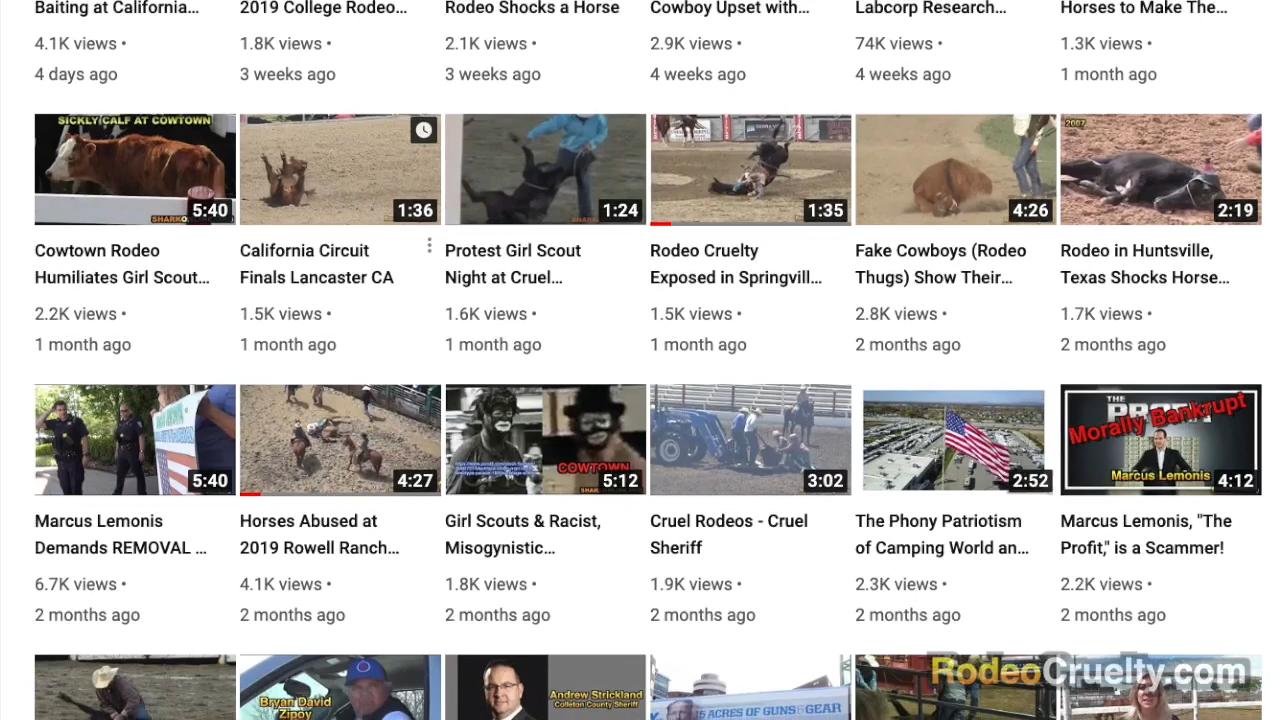 Baiting at California...
2019 College Rodeo...
Rodeo Shocks a Horse
Cowboy Upset with...
Labcorp Research...
Horses to Make The...
4.1K views •
1.8K views •
2.1K views •
2.9K views •
74K views •
1.3K views •
4 days ago
3 weeks ago
3 weeks ago
4 weeks ago
4 weeks ago
1 month ago
SICKLY CALF AT COWTOWN
5:40
1:36
1:24
1:35
4:26
2007
2:19
Cowtown Rodeo
Humiliates Girl Scout...
California Circuit
Finals Lancaster CA
Protest Girl Scout
Night at Cruel...
Rodeo Cruelty
Exposed in Springvill...
Fake Cowboys (Rodeo
Thugs) Show Their...
Rodeo in Huntsville,
Texas Shocks Horse...
2.2K views •
1.5K views •
1.6K views •
1.5K views •
2.8K views •
1.7K views •
1 month ago
1 month ago
1 month ago
1 month ago
2 months ago
2 months ago
5:40
4:27
COWTOWN
5:12
3:02
2:52
THE
PROFIT
Morally Bankrupt
Marcus Lemonis
4:12
Marcus Lemonis
Demands REMOVAL ...
Horses Abused at
2019 Rowell Ranch...
Girl Scouts & Racist,
Misogynistic...
Cruel Rodeos - Cruel
Sheriff
The Phony Patriotism
of Camping World an...
Marcus Lemonis, "The
Profit," is a Scammer!
6.7K views •
4.1K views •
1.8K views •
1.9K views •
2.3K views •
2.2K views •
2 months ago
2 months ago
2 months ago
2 months ago
2 months ago
2 months ago
Bryan David
Zipoy
Andrew Strickland
Colleton County Sheriff
15 ACRES OF GUNS & GEAR
RodeoCruelty.com